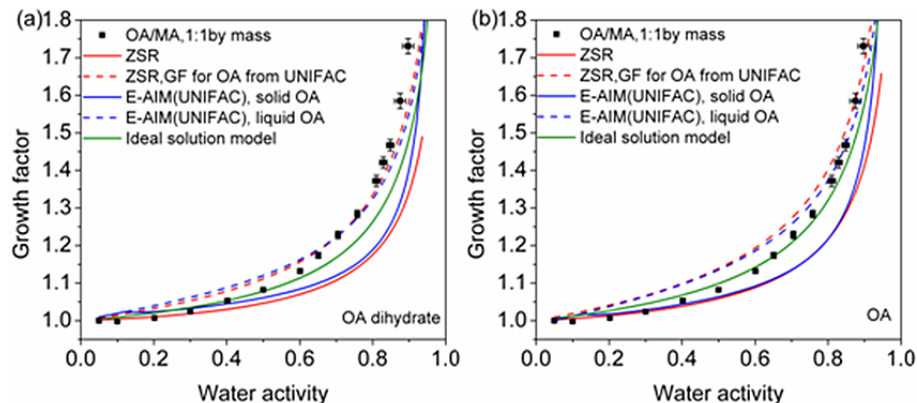 (a)
1.8
1.7
1.6
1.5
1.4
1.3
1.2
1.1
1.0
Growth factor
OA/MA,1:1by mass
ZSR
ZSR,GF for OA from UNIFAC
E-AIM(UNIFAC), solid OA
E-AIM(UNIFAC), liquid OA
Ideal solution model
OA dihydrate
0.0 0.2 0.4 0.6 0.8 1.0
Water activity
(b)
1.8
1.7
1.6
1.5
1.4
1.3
1.2
1.1
1.0
Growth factor
OA/MA,1:1by mass
ZSR
ZSR,GF for OA from UNIFAC
E-AIM(UNIFAC), solid OA
E-AIM(UNIFAC), liquid OA
Ideal solution model
OA
0.0 0.2 0.4 0.6 0.8 1.0
Water activity